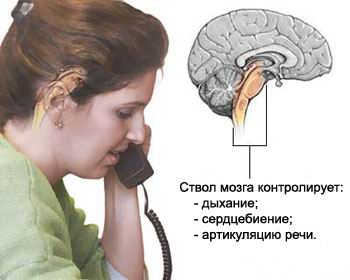 Ствол мозга контролирует:
- дыхание;
- сердцебиение;
- артикуляцию речи.